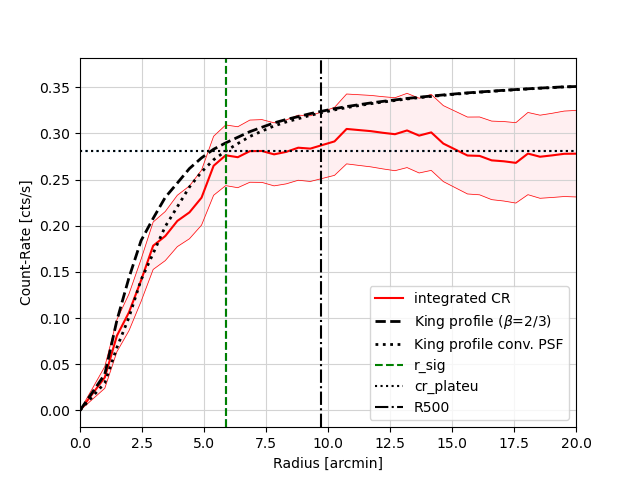 Count-Rate [cts/s]
0.35
0.30
0.25
0.20
0.15
0.10
0.05
0.00
integrated CR
King profile (β=2/3)
King profile conv. PSF
r_sig
cr_plateu
R500
0.0 2.5 5.0 7.5 10.0 12.5 15.0 17.5 20.0
Radius [arcmin]